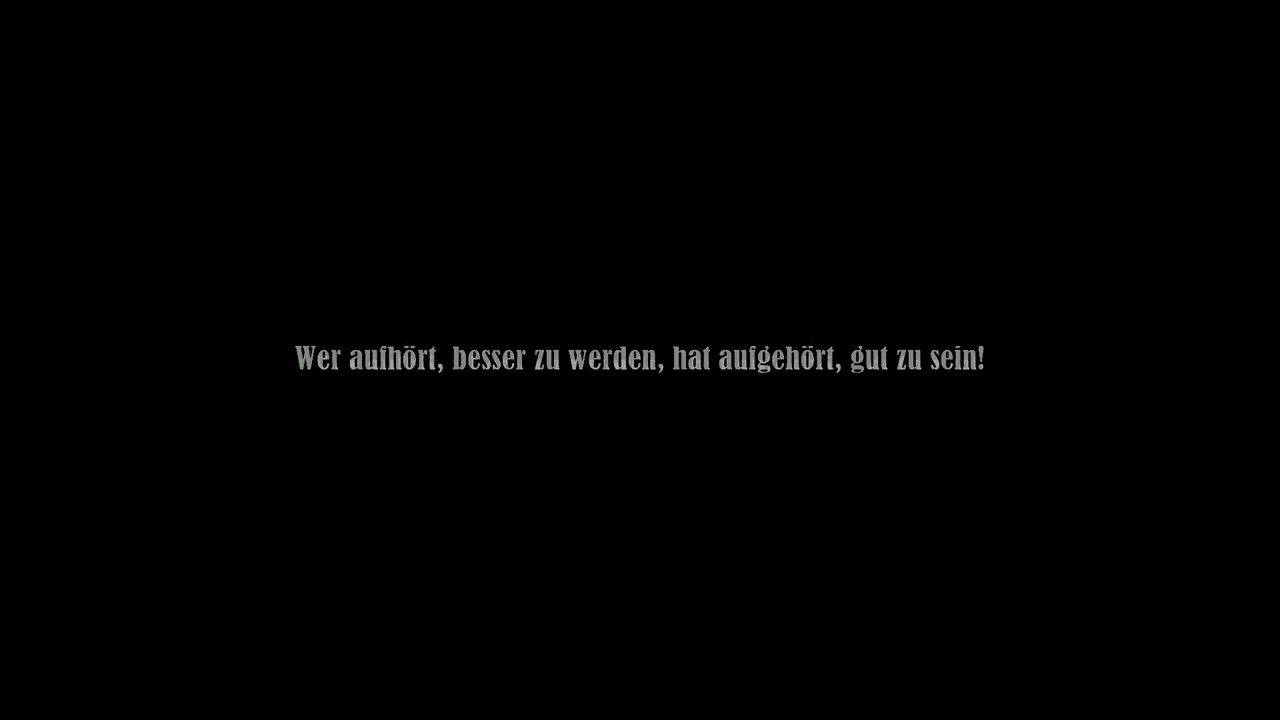 Wer aufhört, besser zu werden, hat aufgehört, gut zu sein!